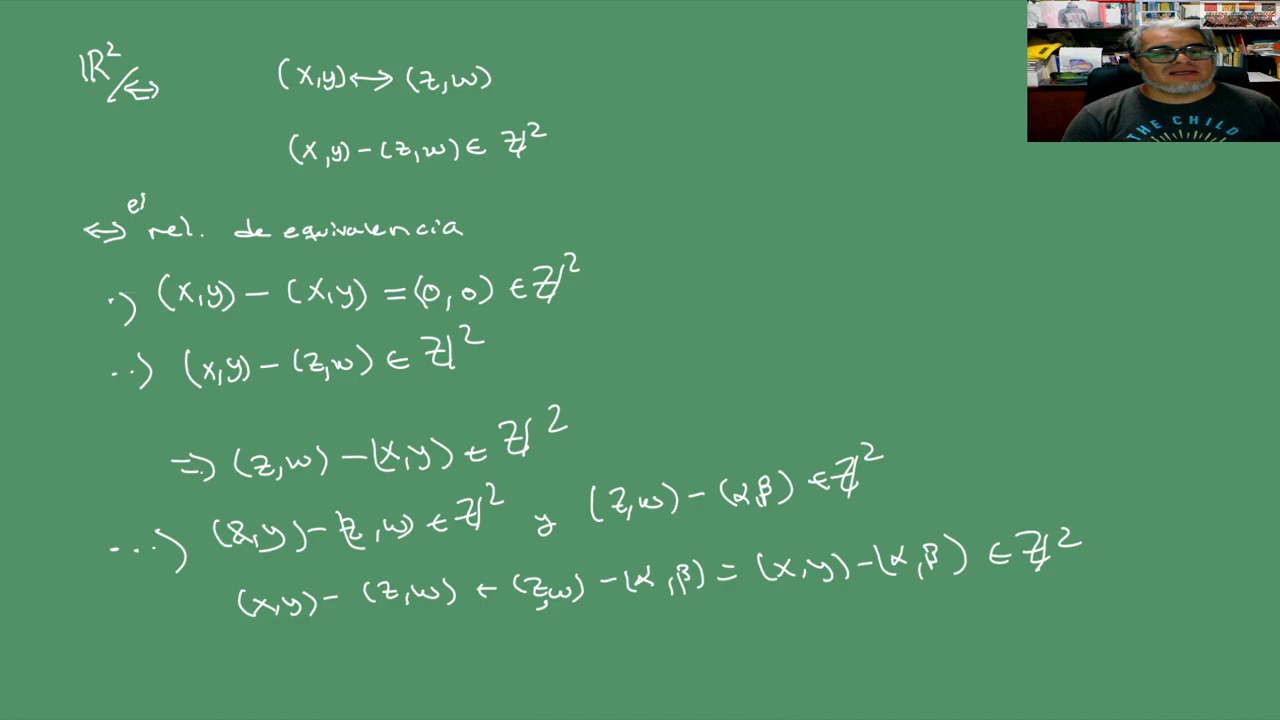 ℝ²/↔ (x,y)↔(z,w)
(x,y)-(z,w)∈ ℤ²
↔ es rel. de equivalencia
·) (x,y)-(x,y)=(0,0)∈ℤ²
··) (x,y)-(z,w)∈ ℤ²
⇒) (z,w)-(x,y)∈ ℤ²
···) (x,y)-(z,w)∈ℤ² y (z,w)-(α,β)∈ℤ²
(x,y)-(z,w)+(z,w)-(α,β)=(x,y)-(α,β)∈ℤ²
THE CHILD